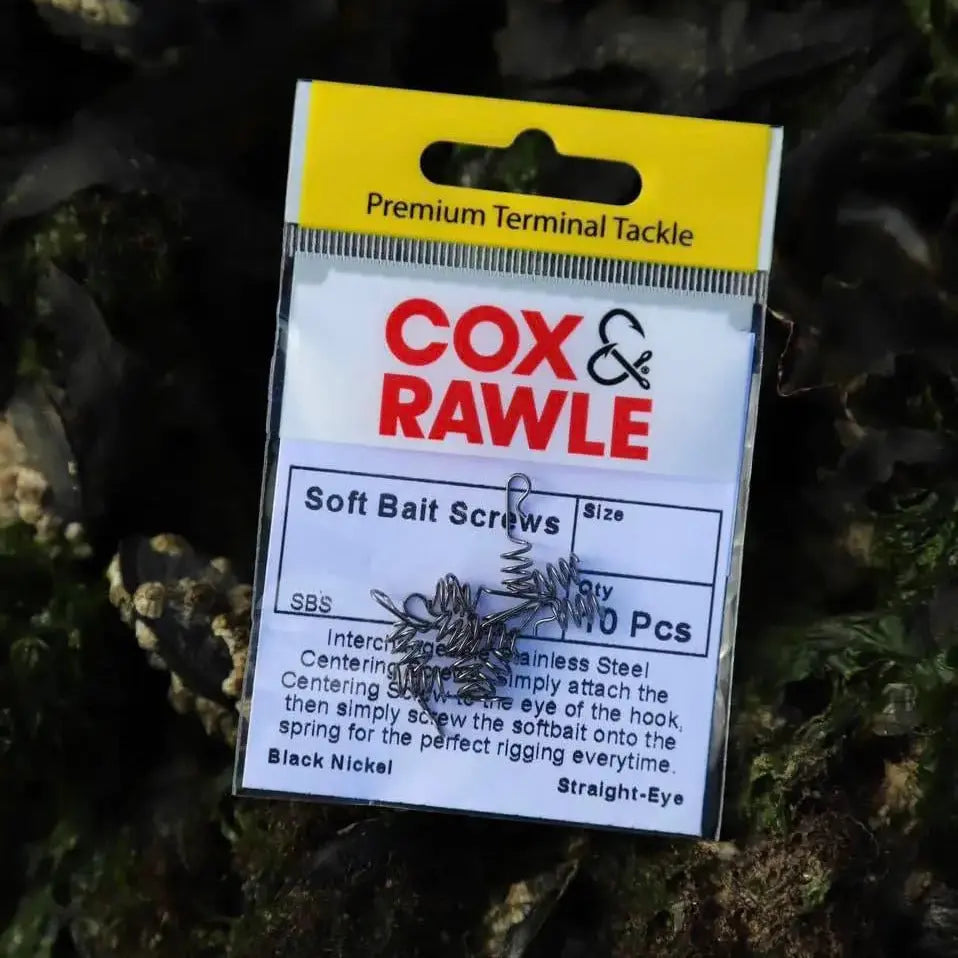 Premium Terminal Tackle
COX &
RAWLE
Soft Bait Screws
Size
SBS
Qty
10 Pcs
Stainless Steel
Centering simply attach the
Centering Screw to the eye of the hook,
then simply screw the softbait onto the
spring for the perfect rigging everytime.
Black Nickel
Straight-Eye